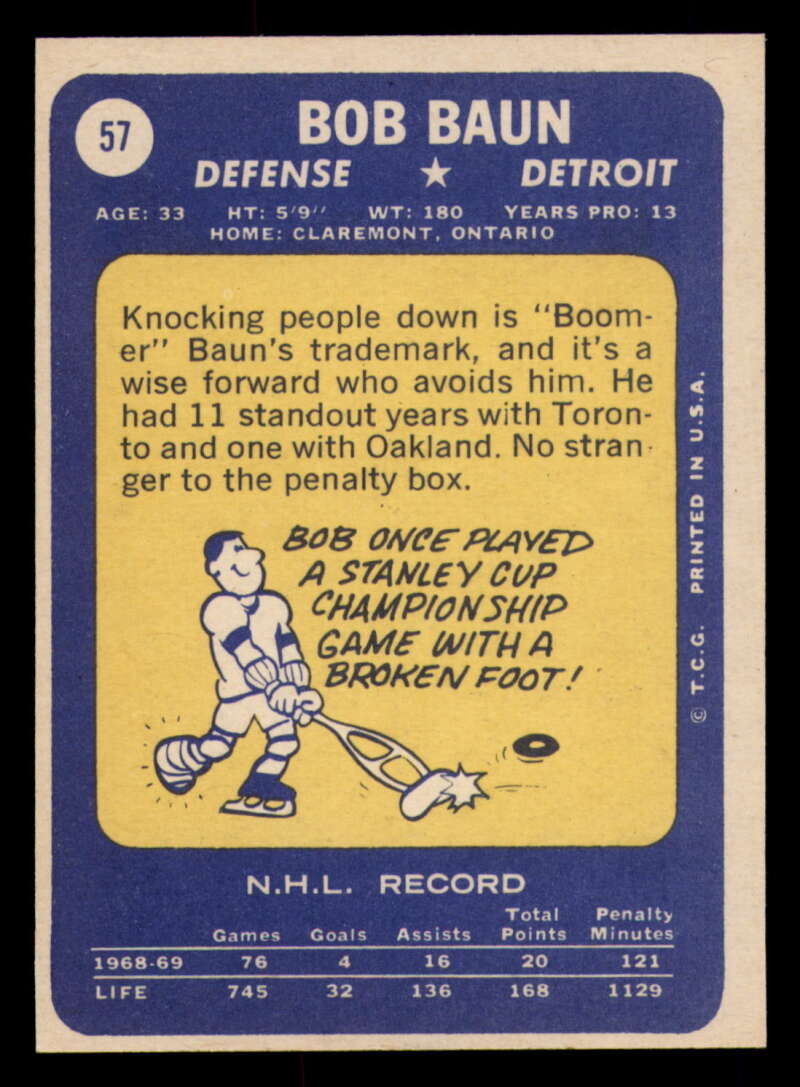 57
BOB BAUN
DEFENSE ★ DETROIT
AGE: 33 HT: 5'9" WT: 180 YEARS PRO: 13
HOME: CLAREMONT, ONTARIO
Knocking people down is "Boom-
er" Baun's trademark, and it's a
wise forward who avoids him. He
had 11 standout years with Toron-
to and one with Oakland. No stran-
ger to the penalty box.
BOB ONCE PLAYED
A STANLEY CUP
CHAMPIONSHIP
GAME WITH A
BROKEN FOOT!
© T.C.G. PRINTED IN U.S.A.
N.H.L. RECORD
Games Goals Assists Total Points Penalty Minutes
1968-69 76 4 16 20 121
LIFE 745 32 136 168 1129